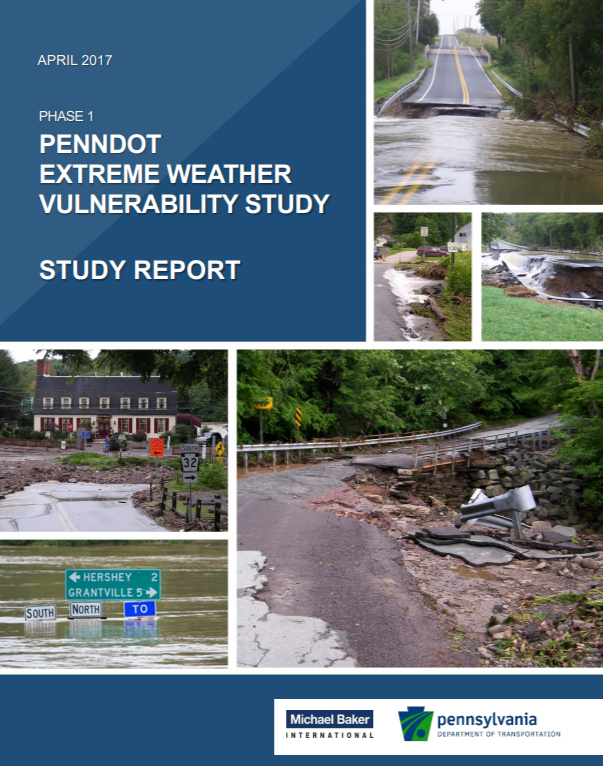 APRIL 2017
PHASE 1
PENNDOT
EXTREME WEATHER
VULNERABILITY STUDY
STUDY REPORT
SOUTH
32
HERSHEY 2
GRANTVILLE 5
SOUTH
NORTH
TO
Michael Baker
INTERNATIONAL
pennsylvania
DEPARTMENT OF TRANSPORTATION